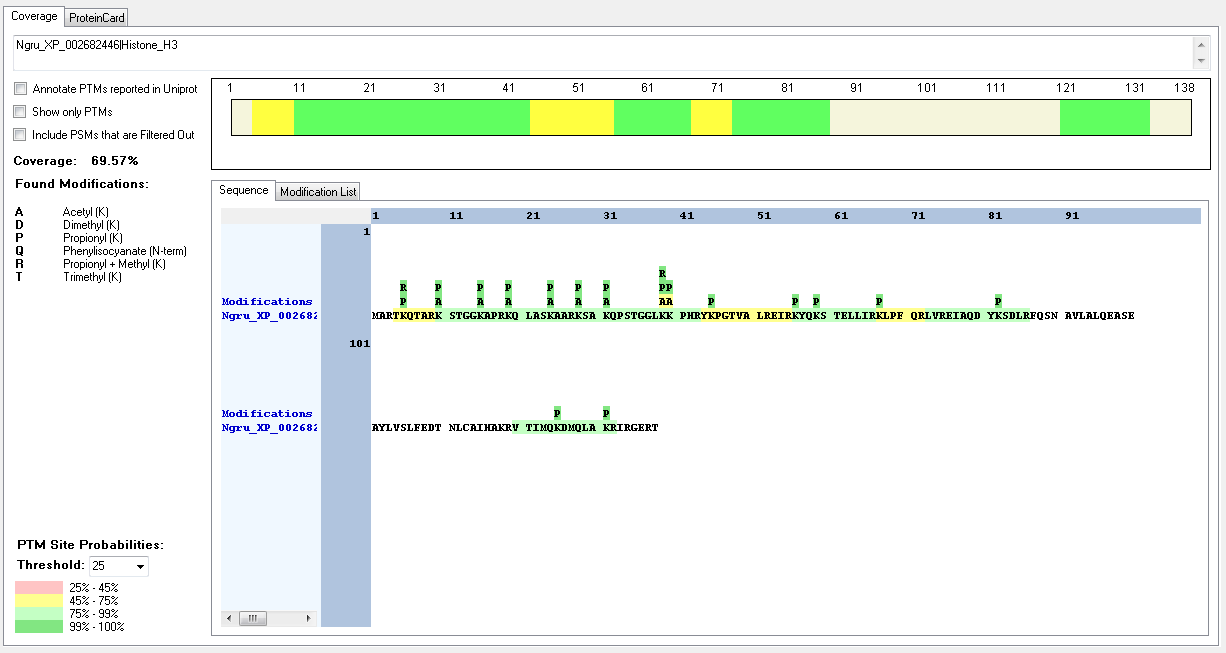 Coverage ProteinCard
Ngru_XP_002682446|Histone_H3
Annotate PTMs reported in Uniprot
Show only PTMs
Include PSMs that are Filtered Out
Coverage: 69.57%
Found Modifications:
A Acetyl (K)
D Dimethyl (K)
P Propionyl (K)
Q Phenylisocyanate (N-term)
R Propionyl + Methyl (K)
T Trimethyl (K)
1 11 21 31 41 51 61 71 81 91 101 111 121 131 138
Sequence Modification List
1 11 21 31 41 51 61 71 81 91
1
R
R P P P P P P PP
Modifications P A A A A A A AA P P P P P
Ngru_XP_002682 MARTKQTARK STGGKAPRKQ LASKAARKSA KQPSTGGLKK PHRYKPGTVA LREIRKYQKS TELLIRKLPF QRLVREIAQD YKSDLRFQSN AVLALQEASE
101
Modifications P P
Ngru_XP_002682 AYLVSLFEDT NLCAIHAKRV TIMQKDMQLA KRIRGERT
PTM Site Probabilities:
Threshold: 25
25% - 45%
45% - 75%
75% - 99%
99% - 100%